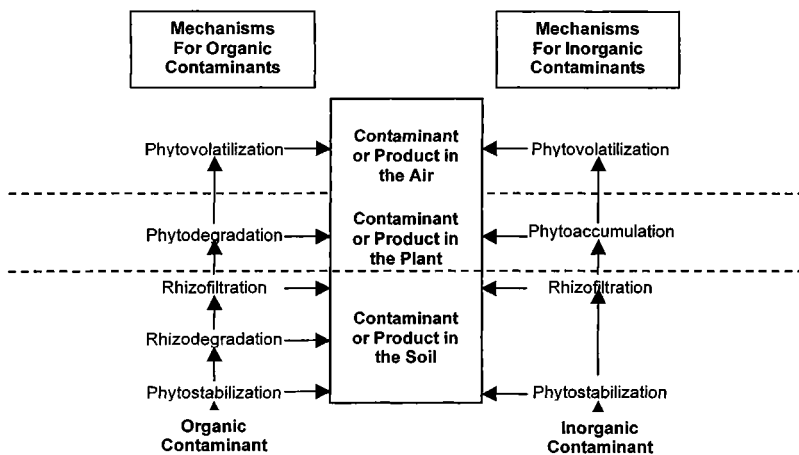 Mechanisms
For Organic
Contaminants
Mechanisms
For Inorganic
Contaminants
Phytovolatilization
Contaminant
or Product in
the Air
Phytovolatilization
Phytodegradation
Contaminant
or Product in
the Plant
Phytoaccumulation
Rhizofiltration
Rhizofiltration
Rhizodegradation
Contaminant
or Product in
the Soil
Phytostabilization
Phytostabilization
Organic
Contaminant
Inorganic
Contaminant